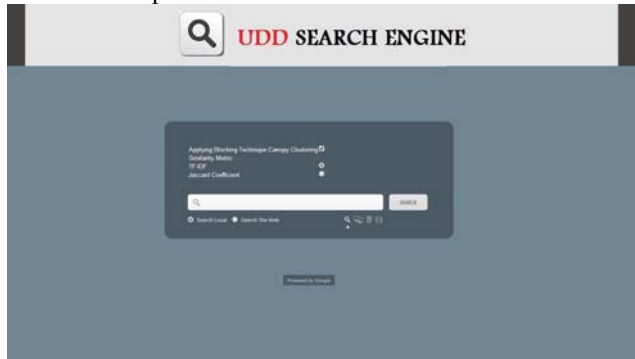 UDD SEARCH ENGINE
Applying Blocking Technique Canopy Clustering
Similarity Metric:
TF-IDF
Jaccard Coefficient
SEARCH
Search Local Search The Web
Powered by Google